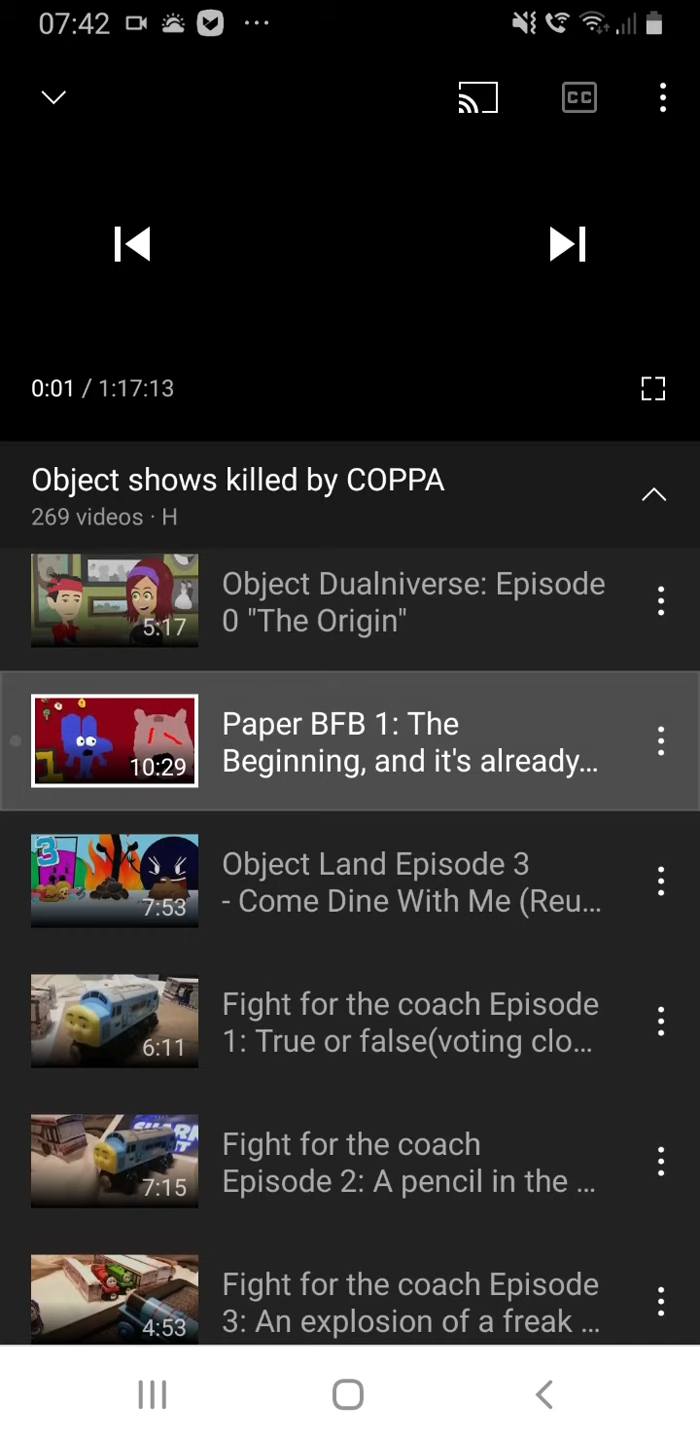 07:42
CC
0:01 / 1:17:13
Object shows killed by COPPA
269 videos · H
5:17
Object Dualniverse: Episode
0 "The Origin"
10:29
Paper BFB 1: The
Beginning, and it's already...
7:53
Object Land Episode 3
- Come Dine With Me (Reu...
6:11
Fight for the coach Episode
1: True or false(voting clo...
7:15
Fight for the coach
Episode 2: A pencil in the ...
4:53
Fight for the coach Episode
3: An explosion of a freak ...